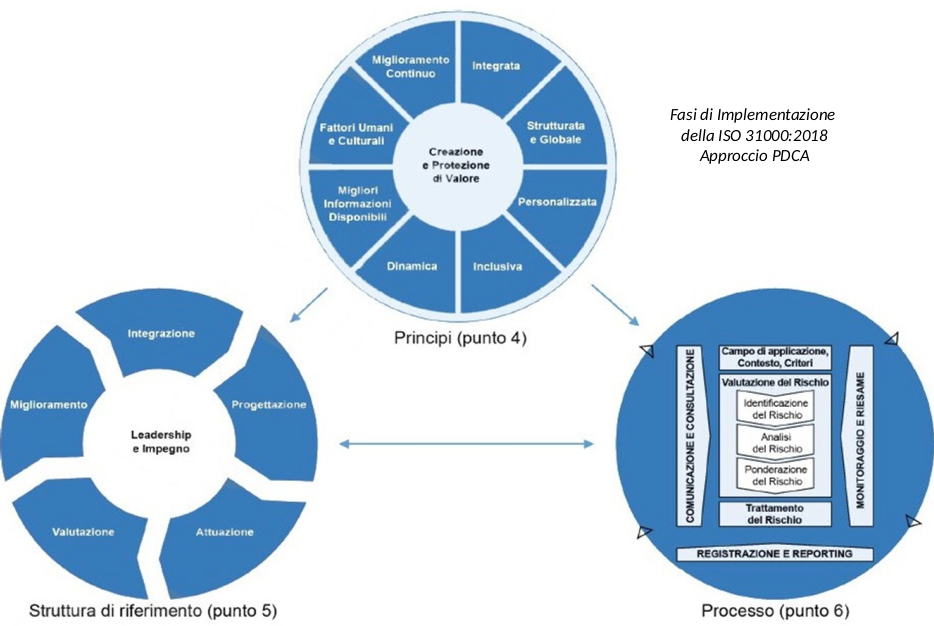 Miglioramento
Continuo
Integrata
Fattori Umani
e Culturali
Strutturata
e Globale
Creazione
e Protezione
di Valore
Migliori
Informazioni
Disponibili
Personalizzata
Dinamica
Inclusiva
Principi (punto 4)
Fasi di Implementazione
della ISO 31000:2018
Approccio PDCA
Integrazione
Miglioramento
Progettazione
Leadership
e Impegno
Valutazione
Attuazione
Struttura di riferimento (punto 5)
COMUNICAZIONE E CONSULTAZIONE
Campo di applicazione,
Contesto, Criteri
Valutazione del Rischio
Identificazione
del Rischio
Analisi
del Rischio
Ponderazione
del Rischio
Trattamento
del Rischio
MONITORAGGIO E RIESAME
REGISTRAZIONE E REPORTING
Processo (punto 6)